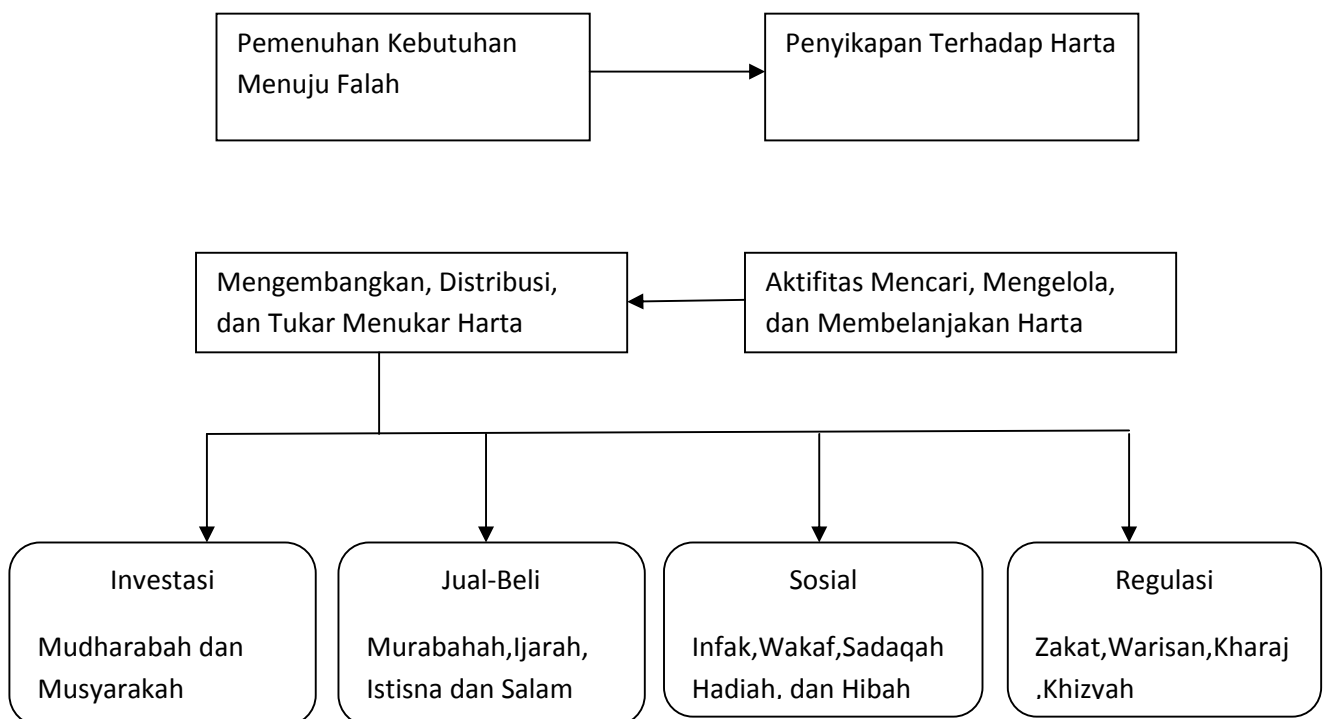 Pemenuhan Kebutuhan
Menuju Falah
Penyikapan Terhadap Harta
Mengembangkan, Distribusi,
dan Tukar Menukar Harta
Aktifitas Mencari, Mengelola,
dan Membelanjakan Harta
Investasi
Mudharabah dan
Musyarakah
Jual-Beli
Murabahah,Ijarah,
Istisna dan Salam
Sosial
Infak,Wakaf,Sadaqah
Hadiah, dan Hibah
Regulasi
Zakat,Warisan,Kharaj
,Khizyah